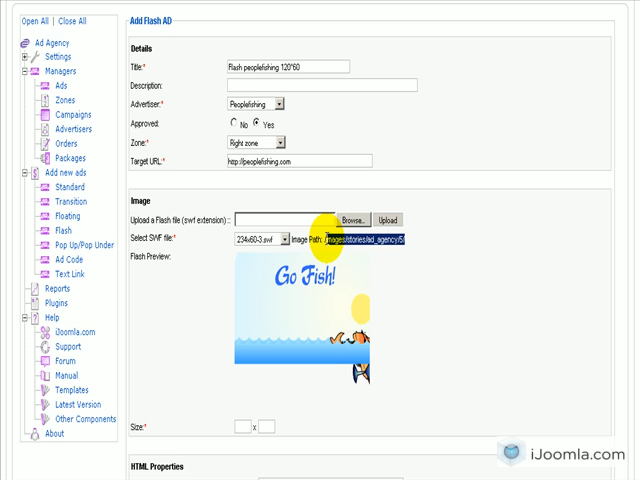 Open All | Close All
Ad Agency
Settings
Managers
Ads
Zones
Campaigns
Advertisers
Orders
Packages
Add new ads
Standard
Transition
Floating
Flash
Pop Up/Pop Under
Ad Code
Text Link
Reports
Plugins
Help
iJoomla.com
Support
Forum
Manual
Templates
Latest Version
Other Components
About
Add Flash AD
Details
Title:* Flash peoplefishing 120*60
Description:
Advertiser:* Peoplefishing
Approved: No Yes
Zone:* Right zone
Target URL:* http://peoplefishing.com
Image
Upload a Flash file (swf extension) :: Browse... Upload
Select SWF file:* 234x60-3.swf Image Path: /images/stories/ad_agency/5/
Flash Preview:
Go Fish!
Size:* x
HTML Properties
iJoomla.com